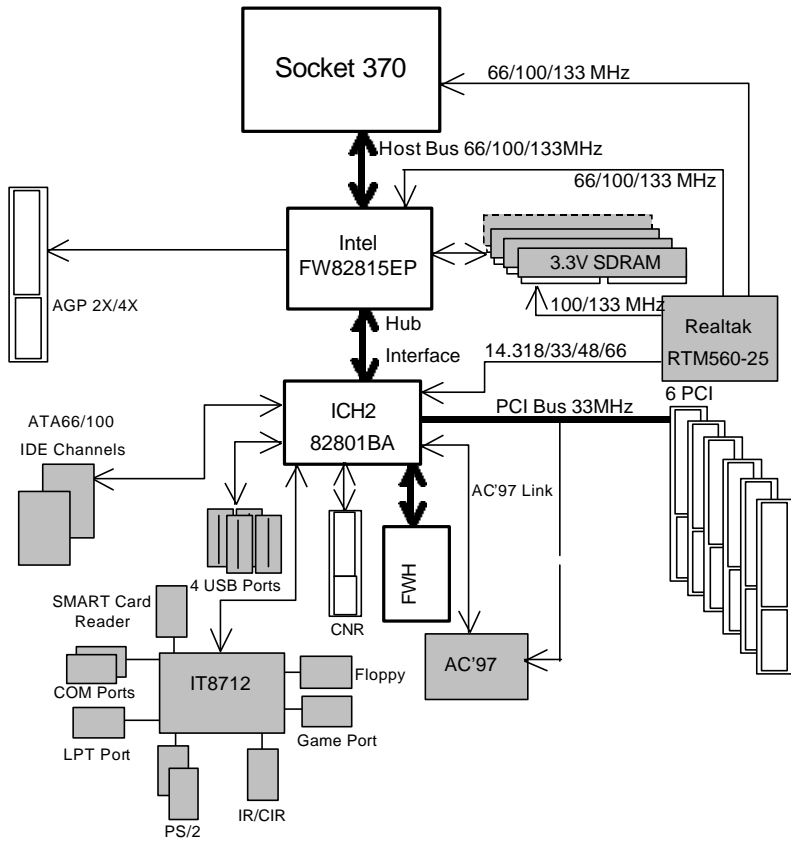 Socket 370
66/100/133 MHz
Host Bus 66/100/133MHz
66/100/133 MHz
Intel
FW82815EP
3.3V SDRAM
AGP 2X/4X
100/133 MHz
Realtak
RTM560-25
Hub
Interface
14.318/33/48/66
6 PCI
ICH2
82801BA
PCI Bus 33MHz
ATA66/100
IDE Channels
AC'97 Link
4 USB Ports
CNR
FWH
SMART Card
Reader
AC'97
IT8712
Floppy
COM Ports
Game Port
LPT Port
IR/CIR
PS/2